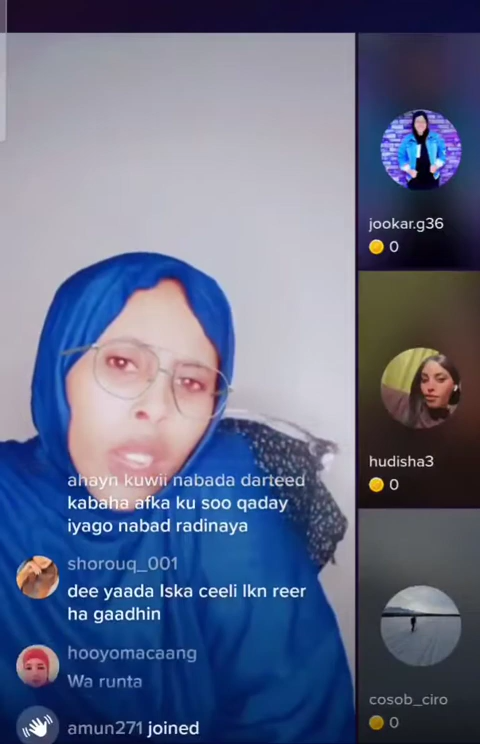 ahayn kuwii nabada darteed
kabaha afka ku soo qaday
iyago nabad radinaya
shorouq_001
dee yaada Iska ceeli lkn reer
ha gaadhin
hooyomacaang
Wa runta
amun271 joined
jookar.g36
0
hudisha3
0
cosob_ciro
0